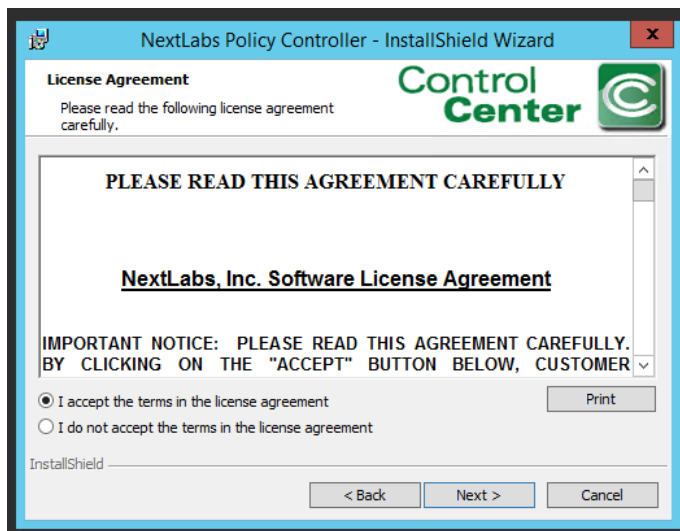 NextLabs Policy Controller - InstallShield Wizard
x
License Agreement
Please read the following license agreement
carefully.
Control
Center
PLEASE READ THIS AGREEMENT CAREFULLY
NextLabs, Inc. Software License Agreement
IMPORTANT NOTICE: PLEASE READ THIS AGREEMENT CAREFULLY.
BY CLICKING ON THE "ACCEPT" BUTTON BELOW, CUSTOMER
I accept the terms in the license agreement
Print
I do not accept the terms in the license agreement
InstallShield
< Back
Next >
Cancel